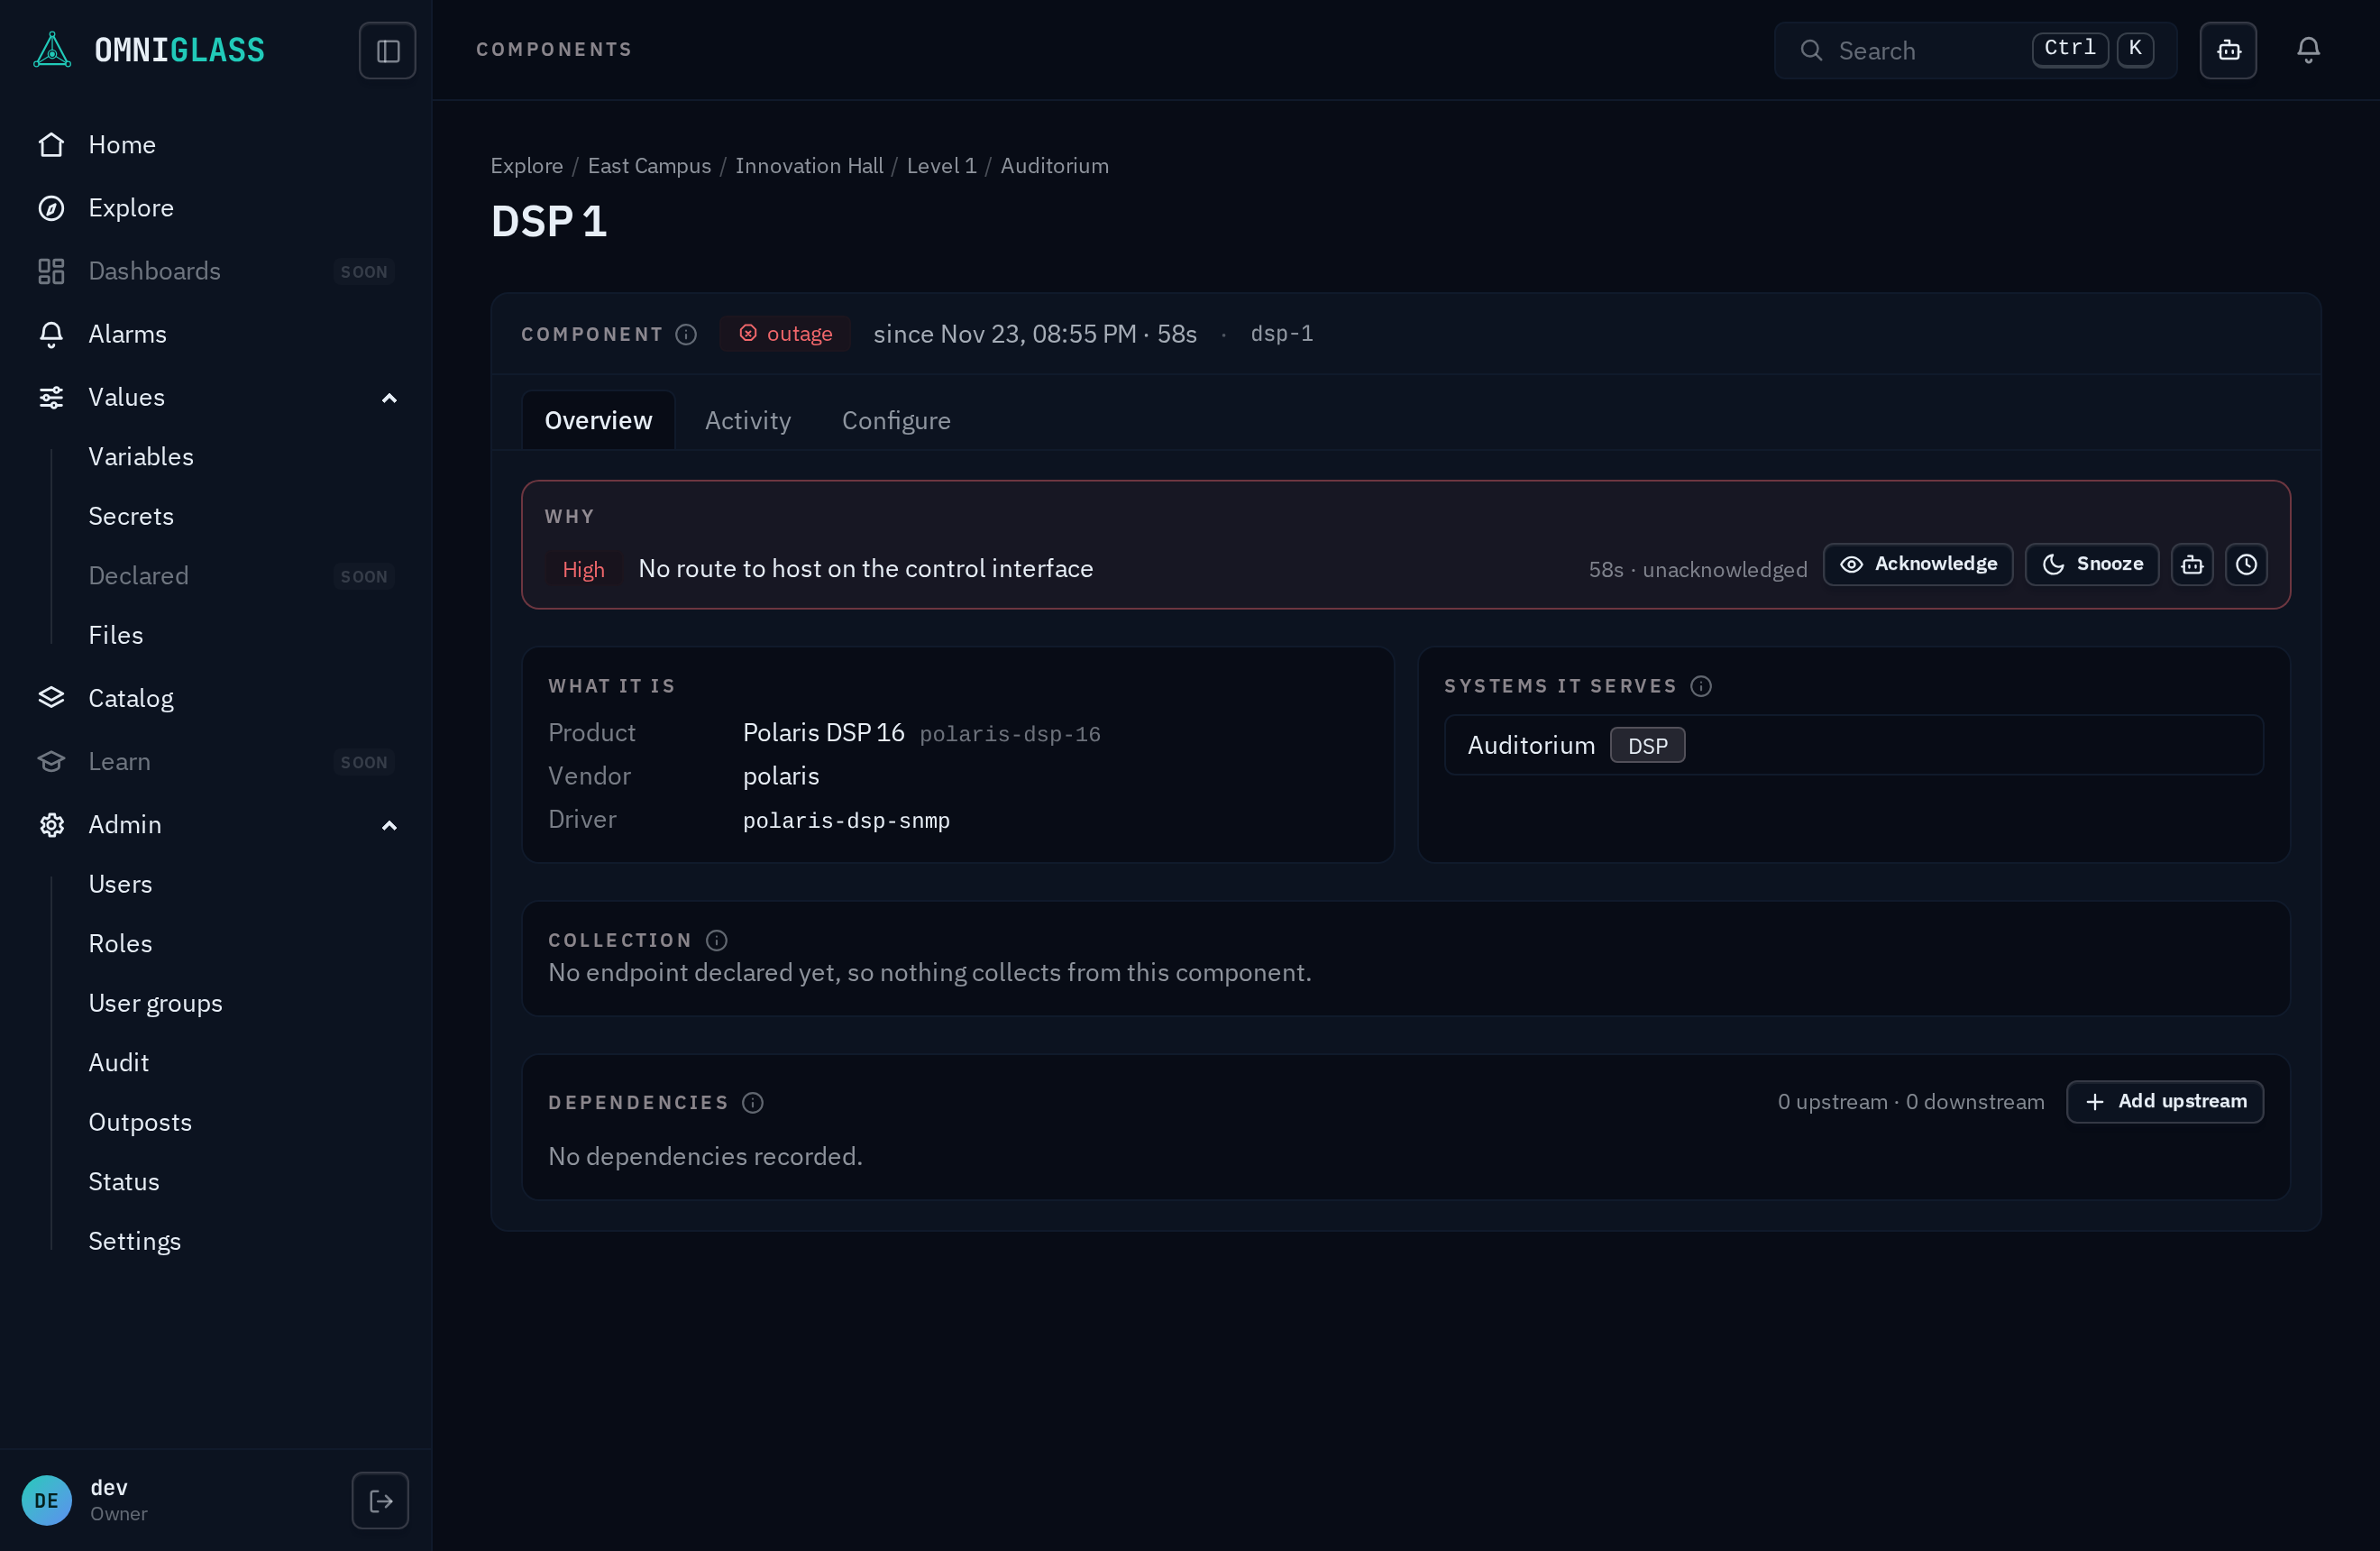 OMNIGLASS
COMPONENTS
Search Ctrl K
Home
Explore
Dashboards SOON
Alarms
Values
Variables
Secrets
Declared SOON
Files
Catalog
Learn SOON
Admin
Users
Roles
User groups
Audit
Outposts
Status
Settings
DE dev
Owner
Explore / East Campus / Innovation Hall / Level 1 / Auditorium
DSP 1
COMPONENT outage since Nov 23, 08:55 PM · 58s · dsp-1
Overview Activity Configure
WHY
High No route to host on the control interface 58s · unacknowledged Acknowledge Snooze
WHAT IT IS
Product Polaris DSP 16 polaris-dsp-16
Vendor polaris
Driver polaris-dsp-snmp
SYSTEMS IT SERVES
Auditorium DSP
COLLECTION
No endpoint declared yet, so nothing collects from this component.
DEPENDENCIES 0 upstream · 0 downstream Add upstream
No dependencies recorded.